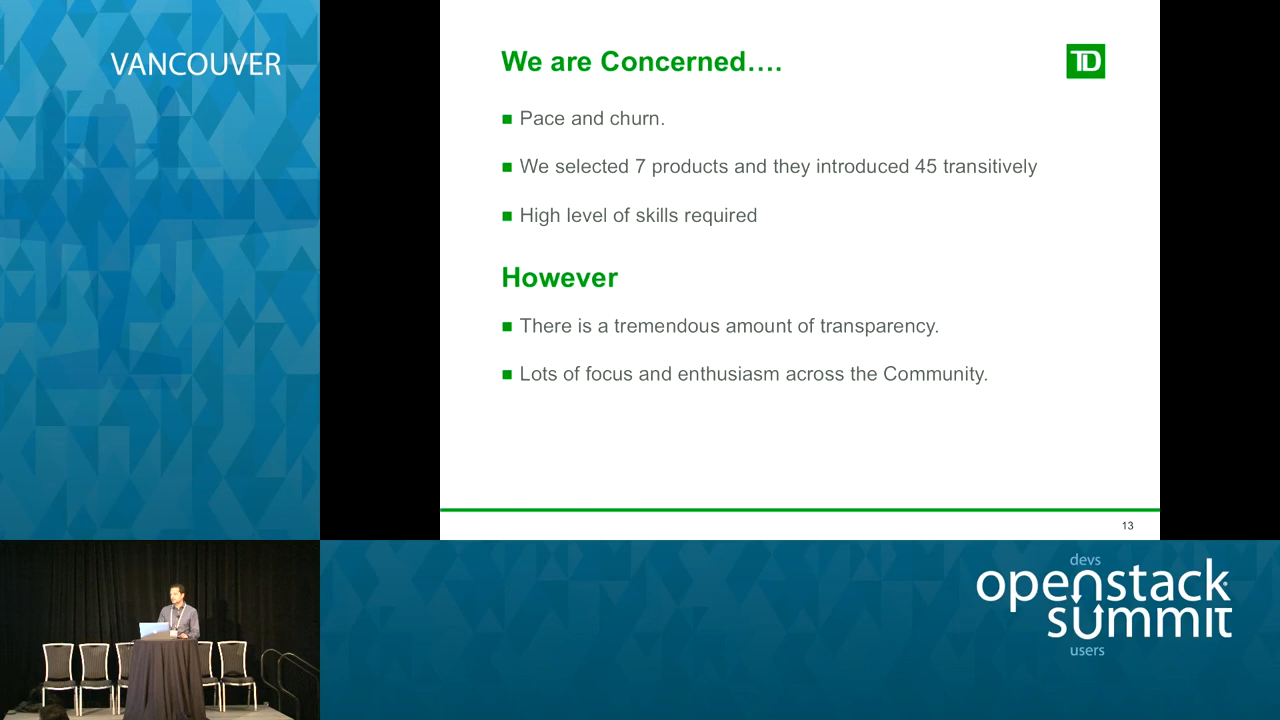 VANCOUVER
We are Concerned….
TD
Pace and churn.
We selected 7 products and they introduced 45 transitively
High level of skills required
However
There is a tremendous amount of transparency.
Lots of focus and enthusiasm across the Community.
13
devs
openstack
summit
users